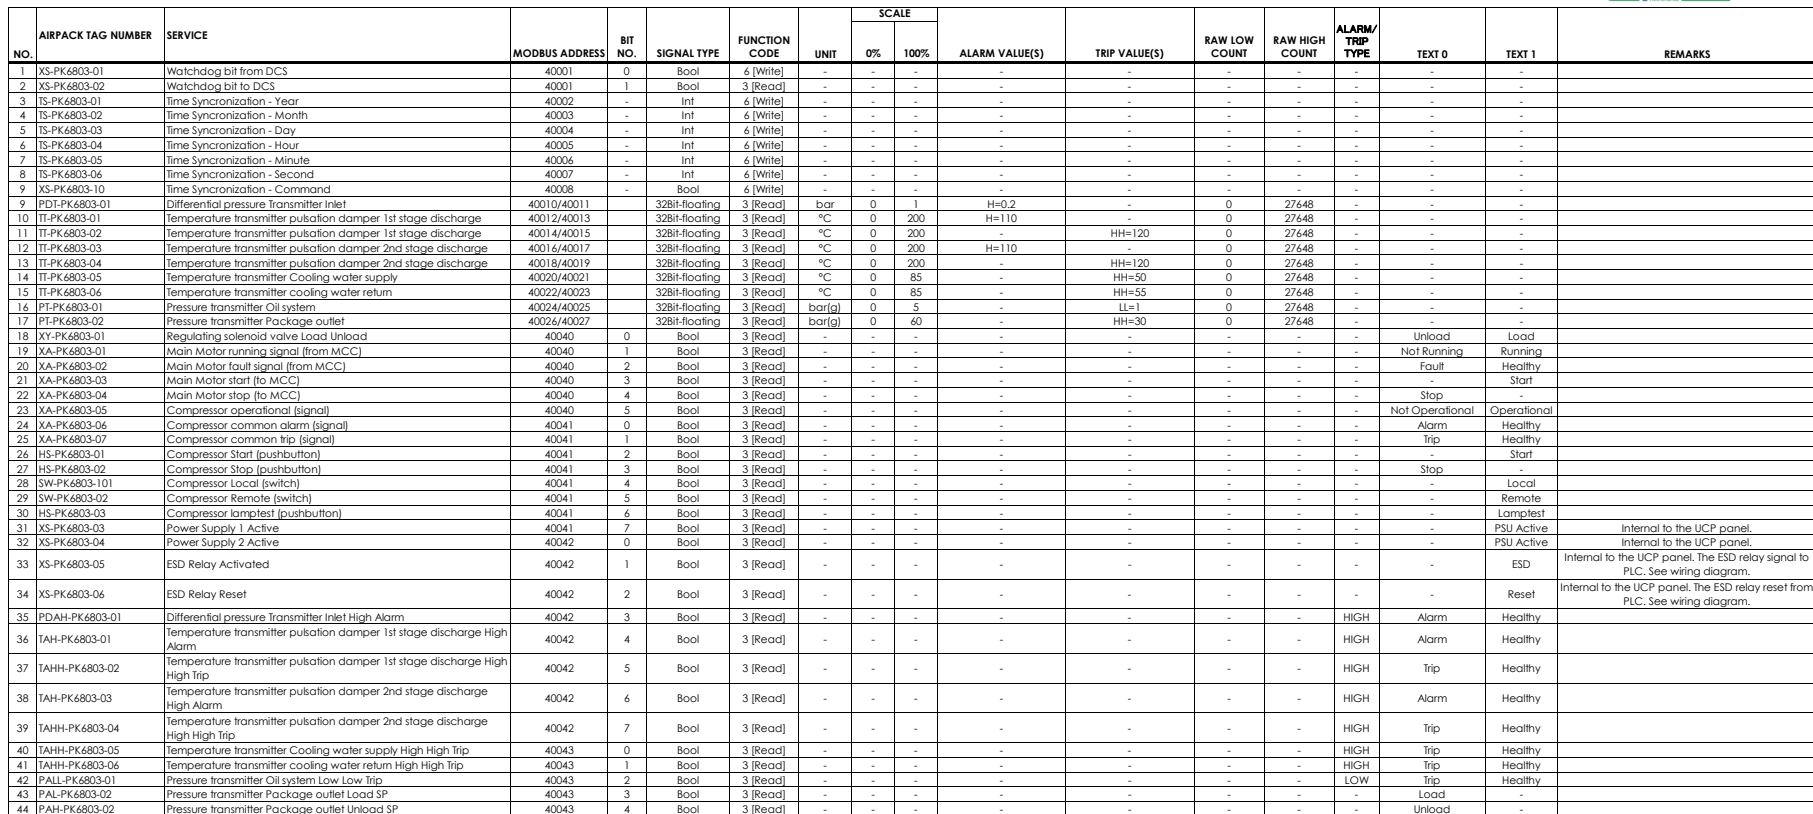 SCALE
NO. AIRPACK TAG NUMBER SERVICE MODBUS ADDRESS BIT NO. SIGNAL TYPE FUNCTION CODE UNIT 0% 100% ALARM VALUE(S) TRIP VALUE(S) RAW LOW COUNT RAW HIGH COUNT ALARM/ TRIP TYPE TEXT 0 TEXT 1 REMARKS
1 XS-PK6803-01 Watchdog bit from DCS 40001 0 Bool 6 [Write] - - - - - - - - - -
2 XS-PK6803-02 Watchdog bit to DCS 40001 1 Bool 3 [Read] - - - - - - - - - -
3 TS-PK6803-01 Time Syncronization - Year 40002 - Int 6 [Write] - - - - - - - - - -
4 TS-PK6803-02 Time Syncronization - Month 40003 - Int 6 [Write] - - - - - - - - - -
5 TS-PK6803-03 Time Syncronization - Day 40004 - Int 6 [Write] - - - - - - - - - -
6 TS-PK6803-04 Time Syncronization - Hour 40005 - Int 6 [Write] - - - - - - - - - -
7 TS-PK6803-05 Time Syncronization - Minute 40006 - Int 6 [Write] - - - - - - - - - -
8 TS-PK6803-06 Time Syncronization - Second 40007 - Int 6 [Write] - - - - - - - - - -
9 XS-PK6803-10 Time Syncronization - Command 40008 - Bool 6 [Write] - - - - - - - - - -
9 PDT-PK6803-01 Differential pressure Transmitter Inlet 40010/40011 32Bit-floating 3 [Read] bar 0 1 H=0.2 - 0 27648 - - -
10 TT-PK6803-01 Temperature transmitter pulsation damper 1st stage discharge 40012/40013 32Bit-floating 3 [Read] °C 0 200 H=110 - 0 27648 - - -
11 TT-PK6803-02 Temperature transmitter pulsation damper 1st stage discharge 40014/40015 32Bit-floating 3 [Read] °C 0 200 - HH=120 0 27648 - - -
12 TT-PK6803-03 Temperature transmitter pulsation damper 2nd stage discharge 40016/40017 32Bit-floating 3 [Read] °C 0 200 H=110 - 0 27648 - - -
13 TT-PK6803-04 Temperature transmitter pulsation damper 2nd stage discharge 40018/40019 32Bit-floating 3 [Read] °C 0 200 - HH=120 0 27648 - - -
14 TT-PK6803-05 Temperature transmitter Cooling water supply 40020/40021 32Bit-floating 3 [Read] °C 0 85 - HH=50 0 27648 - - -
15 TT-PK6803-06 Temperature transmitter cooling water return 40022/40023 32Bit-floating 3 [Read] °C 0 85 - HH=55 0 27648 - - -
16 PT-PK6803-01 Pressure transmitter Oil system 40024/40025 32Bit-floating 3 [Read] bar(g) 0 5 - LL=1 0 27648 - - -
17 PT-PK6803-02 Pressure transmitter Package outlet 40026/40027 32Bit-floating 3 [Read] bar(g) 0 60 - HH=30 0 27648 - - -
18 XY-PK6803-01 Regulating solenoid valve Load Unload 40040 0 Bool 3 [Read] - - - - - - - - Unload Load
19 XA-PK6803-01 Main Motor running signal (from MCC) 40040 1 Bool 3 [Read] - - - - - - - - Not Running Running
20 XA-PK6803-02 Main Motor fault signal (from MCC) 40040 2 Bool 3 [Read] - - - - - - - - Fault Healthy
21 XA-PK6803-03 Main Motor start (to MCC) 40040 3 Bool 3 [Read] - - - - - - - - - Start
22 XA-PK6803-04 Main Motor stop (to MCC) 40040 4 Bool 3 [Read] - - - - - - - - Stop -
23 XA-PK6803-05 Compressor operational (signal) 40040 5 Bool 3 [Read] - - - - - - - - Not Operational Operational
24 XA-PK6803-06 Compressor common alarm (signal) 40041 0 Bool 3 [Read] - - - - - - - - Alarm Healthy
25 XA-PK6803-07 Compressor common trip (signal) 40041 1 Bool 3 [Read] - - - - - - - - Trip Healthy
26 HS-PK6803-01 Compressor Start (pushbutton) 40041 2 Bool 3 [Read] - - - - - - - - - Start
27 HS-PK6803-02 Compressor Stop (pushbutton) 40041 3 Bool 3 [Read] - - - - - - - - Stop -
28 SW-PK6803-101 Compressor Local (switch) 40041 4 Bool 3 [Read] - - - - - - - - - Local
29 SW-PK6803-02 Compressor Remote (switch) 40041 5 Bool 3 [Read] - - - - - - - - - Remote
30 HS-PK6803-03 Compressor lamptest (pushbutton) 40041 6 Bool 3 [Read] - - - - - - - - - Lamptest
31 XS-PK6803-03 Power Supply 1 Active 40041 7 Bool 3 [Read] - - - - - - - - - PSU Active Internal to the UCP panel.
32 XS-PK6803-04 Power Supply 2 Active 40042 0 Bool 3 [Read] - - - - - - - - - PSU Active Internal to the UCP panel.
33 XS-PK6803-05 ESD Relay Activated 40042 1 Bool 3 [Read] - - - - - - - - - ESD Internal to the UCP panel. The ESD relay signal to
PLC. See wiring diagram.
34 XS-PK6803-06 ESD Relay Reset 40042 2 Bool 3 [Read] - - - - - - - - - Reset Internal to the UCP panel. The ESD relay reset from
PLC. See wiring diagram.
35 PDAH-PK6803-01 Differential pressure Transmitter Inlet High Alarm 40042 3 Bool 3 [Read] - - - - - - - HIGH Alarm Healthy
36 TAH-PK6803-01 Temperature transmitter pulsation damper 1st stage discharge High
Alarm 40042 4 Bool 3 [Read] - - - - - - - HIGH Alarm Healthy
37 TAHH-PK6803-02 Temperature transmitter pulsation damper 1st stage discharge High
High Trip 40042 5 Bool 3 [Read] - - - - - - - HIGH Trip Healthy
38 TAH-PK6803-03 Temperature transmitter pulsation damper 2nd stage discharge
High Alarm 40042 6 Bool 3 [Read] - - - - - - - HIGH Alarm Healthy
39 TAHH-PK6803-04 Temperature transmitter pulsation damper 2nd stage discharge
High High Trip 40042 7 Bool 3 [Read] - - - - - - - HIGH Trip Healthy
40 TAHH-PK6803-05 Temperature transmitter Cooling water supply High High Trip 40043 0 Bool 3 [Read] - - - - - - - HIGH Trip Healthy
41 TAHH-PK6803-06 Temperature transmitter cooling water return High High Trip 40043 1 Bool 3 [Read] - - - - - - - HIGH Trip Healthy
42 PALL-PK6803-01 Pressure transmitter Oil system Low Low Trip 40043 2 Bool 3 [Read] - - - - - - - LOW Trip Healthy
43 PAL-PK6803-02 Pressure transmitter Package outlet Load SP 40043 3 Bool 3 [Read] - - - - - - - - Load -
44 PAH-PK6803-02 Pressure transmitter Package outlet Unload SP 40043 4 Bool 3 [Read] - - - - - - - - Unload -